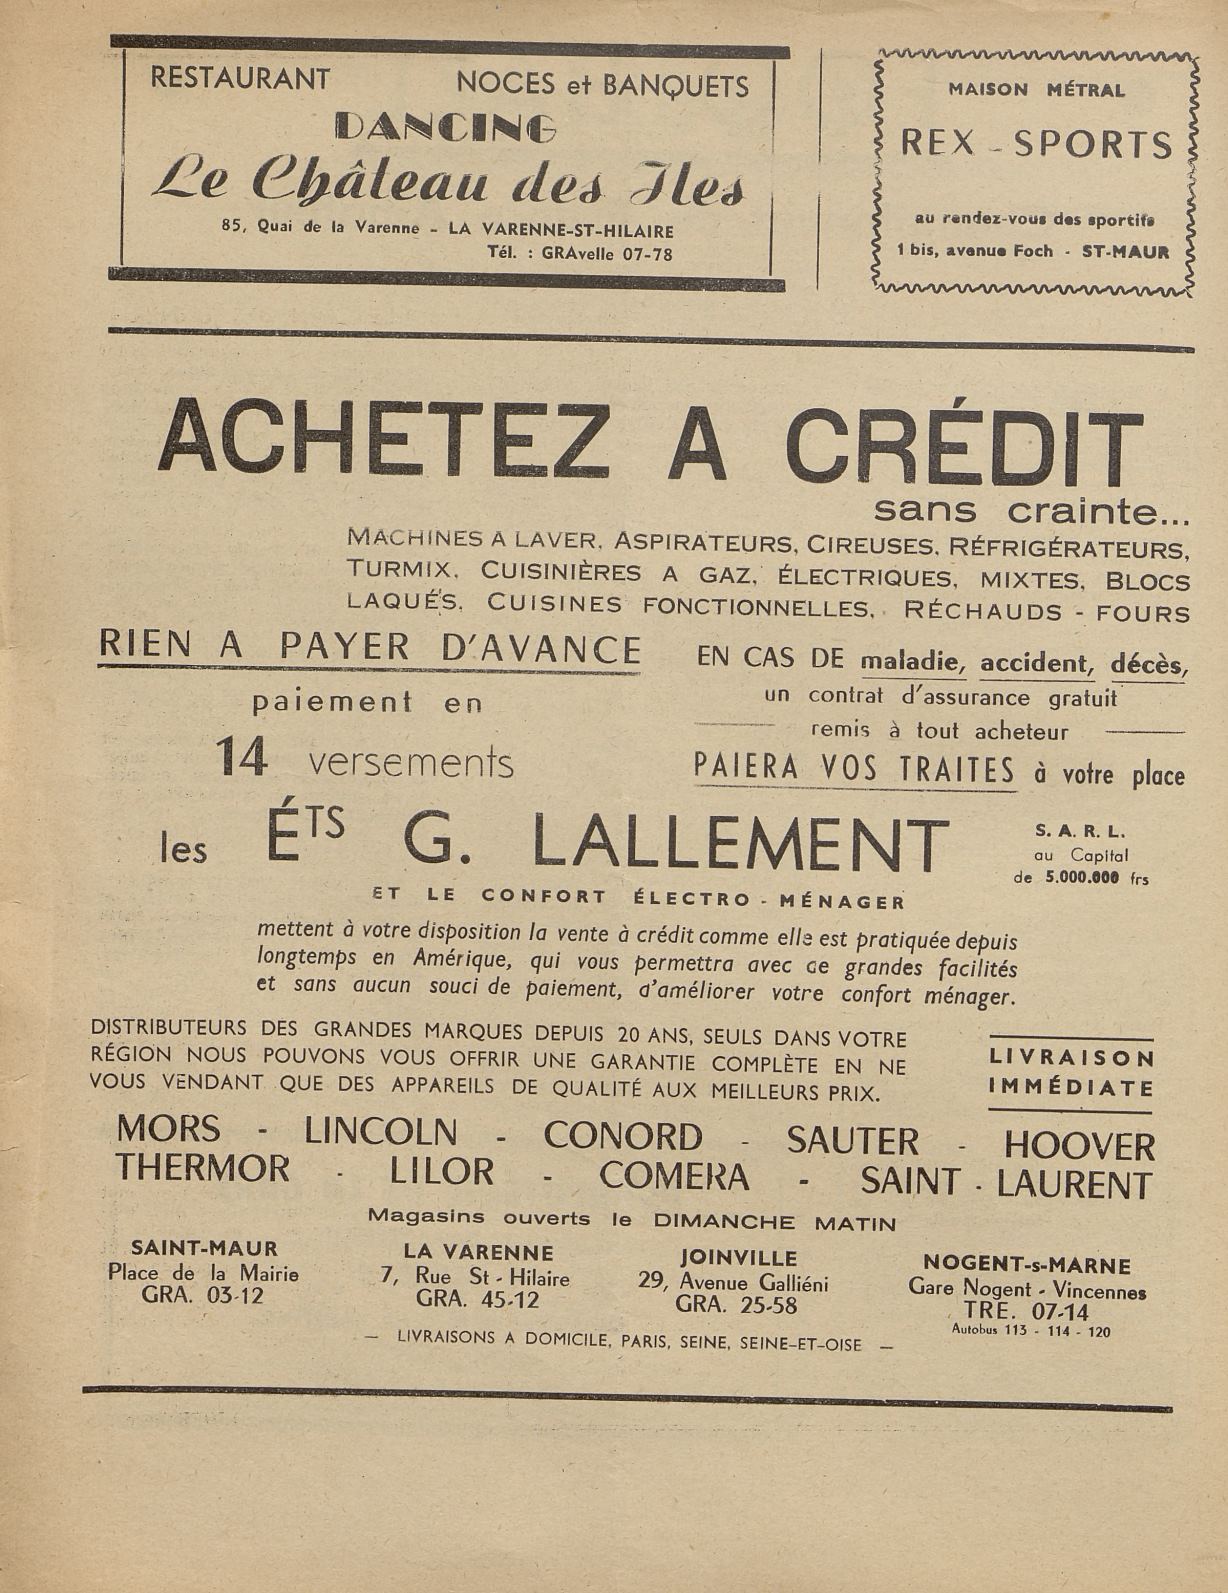 RESTAURANT NOCES et BANQUETS
DANCING
Le Château des Iles
85, Quai de la Varenne - LA VARENNE-ST-HILAIRE
Tél. : GRAvelle 07-78
MAISON MÉTRAL
REX - SPORTS
au rendez-vous des sportifs
1 bis, avenue Foch - ST-MAUR
ACHETEZ A CRÉDIT
sans crainte...
MACHINES A LAVER, ASPIRATEURS, CIREUSES, RÉFRIGÉRATEURS,
TURMIX, CUISINIÈRES A GAZ, ÉLECTRIQUES, MIXTES, BLOCS
LAQUÉS, CUISINES FONCTIONNELLES, RÉCHAUDS - FOURS
RIEN A PAYER D'AVANCE
paiement en
14 versements
EN CAS DE maladie, accident, décès,
un contrat d'assurance gratuit
remis à tout acheteur
PAIERA VOS TRAITES à votre place
les ÉTS G. LALLEMENT
S. A. R. L.
au Capital
de 5.000.000 frs
ET LE CONFORT ÉLECTRO - MÉNAGER
mettent à votre disposition la vente à crédit comme elle est pratiquée depuis
longtemps en Amérique, qui vous permettra avec de grandes facilités
et sans aucun souci de paiement, d'améliorer votre confort ménager.
DISTRIBUTEURS DES GRANDES MARQUES DEPUIS 20 ANS, SEULS DANS VOTRE
RÉGION NOUS POUVONS VOUS OFFRIR UNE GARANTIE COMPLÈTE EN NE
VOUS VENDANT QUE DES APPAREILS DE QUALITÉ AUX MEILLEURS PRIX.
LIVRAISON
IMMÉDIATE
MORS - LINCOLN - CONORD - SAUTER - HOOVER
THERMOR - LILOR - COMERA - SAINT - LAURENT
Magasins ouverts le DIMANCHE MATIN
SAINT-MAUR
Place de la Mairie
GRA. 03-12
LA VARENNE
7, Rue St - Hilaire
GRA. 45-12
JOINVILLE
29, Avenue Galliéni
GRA. 25-58
NOGENT-s-MARNE
Gare Nogent - Vincennes
TRE. 07-14
Autobus 113 - 114 - 120
— LIVRAISONS A DOMICILE, PARIS, SEINE, SEINE-ET-OISE —